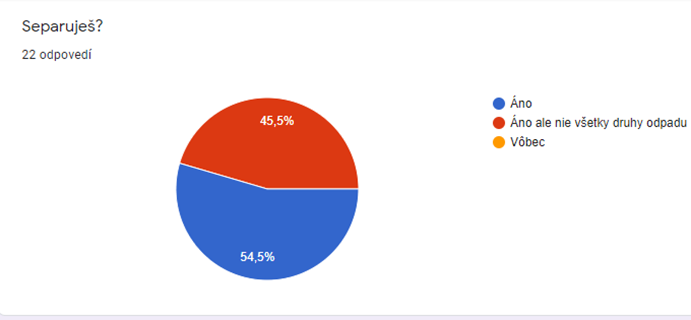 Separuješ?
22 odpovedí
45,5%
54,5%
Áno
Áno ale nie všetky druhy odpadu
Vôbec